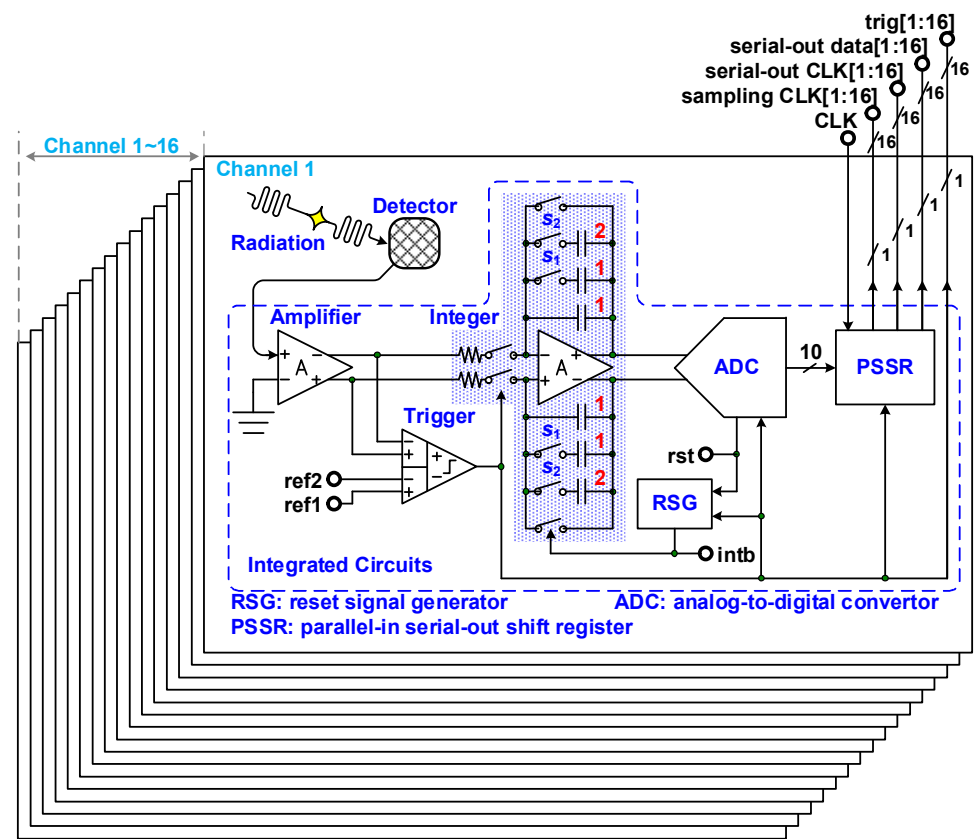 trig[1:16]
serial-out data[1:16]
serial-out CLK[1:16]
sampling CLK[1:16]
CLK
16
16
16
16
Channel 1~16
Channel 1
1
1
1
1
Detector
Radiation
s2
2
s1
1
1
Amplifier
Integer
A
A
ADC
10
PSSR
Trigger
1
s1
1
s2
2
ref2
ref1
rst
RSG
intb
Integrated Circuits
RSG: reset signal generator
ADC: analog-to-digital convertor
PSSR: parallel-in serial-out shift register